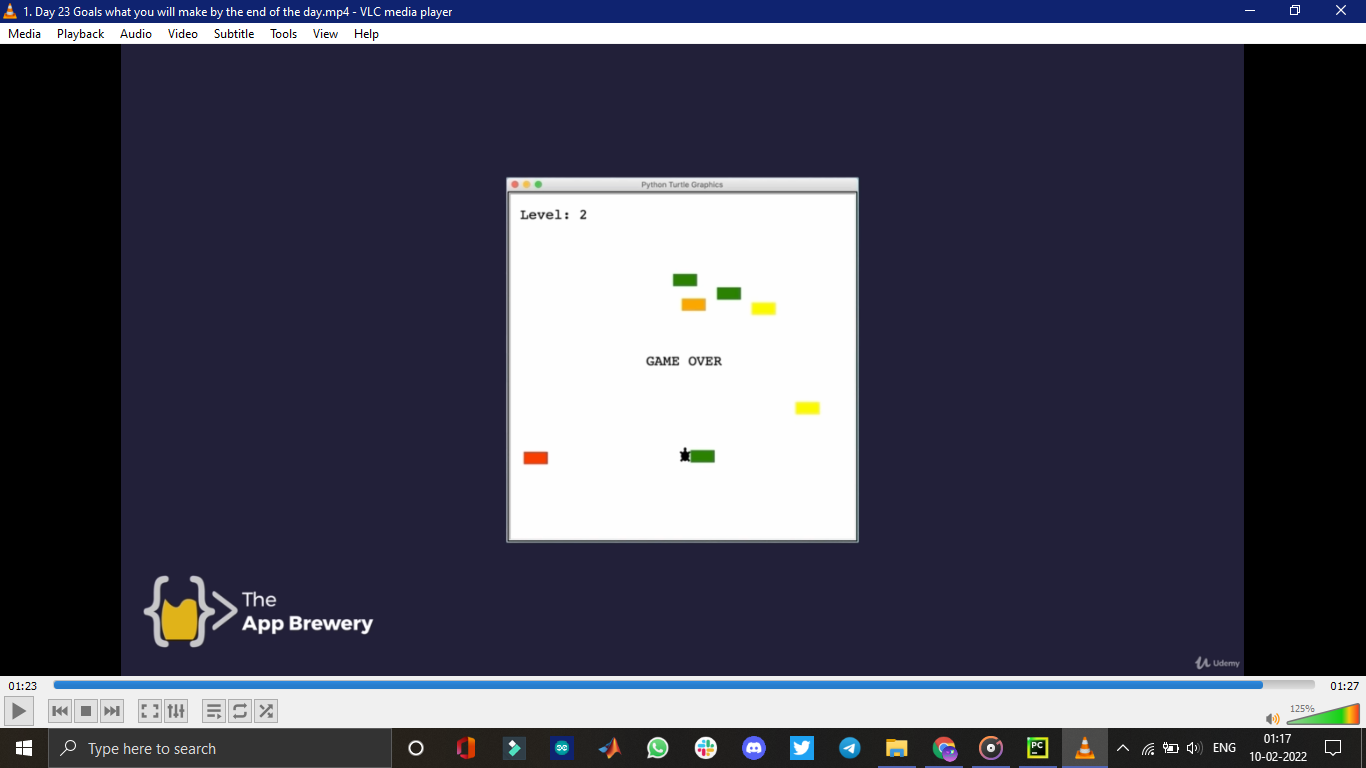 1. Day 23 Goals what you will make by the end of the day.mp4 - VLC media player
Media Playback Audio Video Subtitle Tools View Help
Python Turtle Graphics
Level: 2
GAME OVER
The
App Brewery
Udemy
01:23
01:27
125%
Type here to search
PC
ENG
01:17
10-02-2022